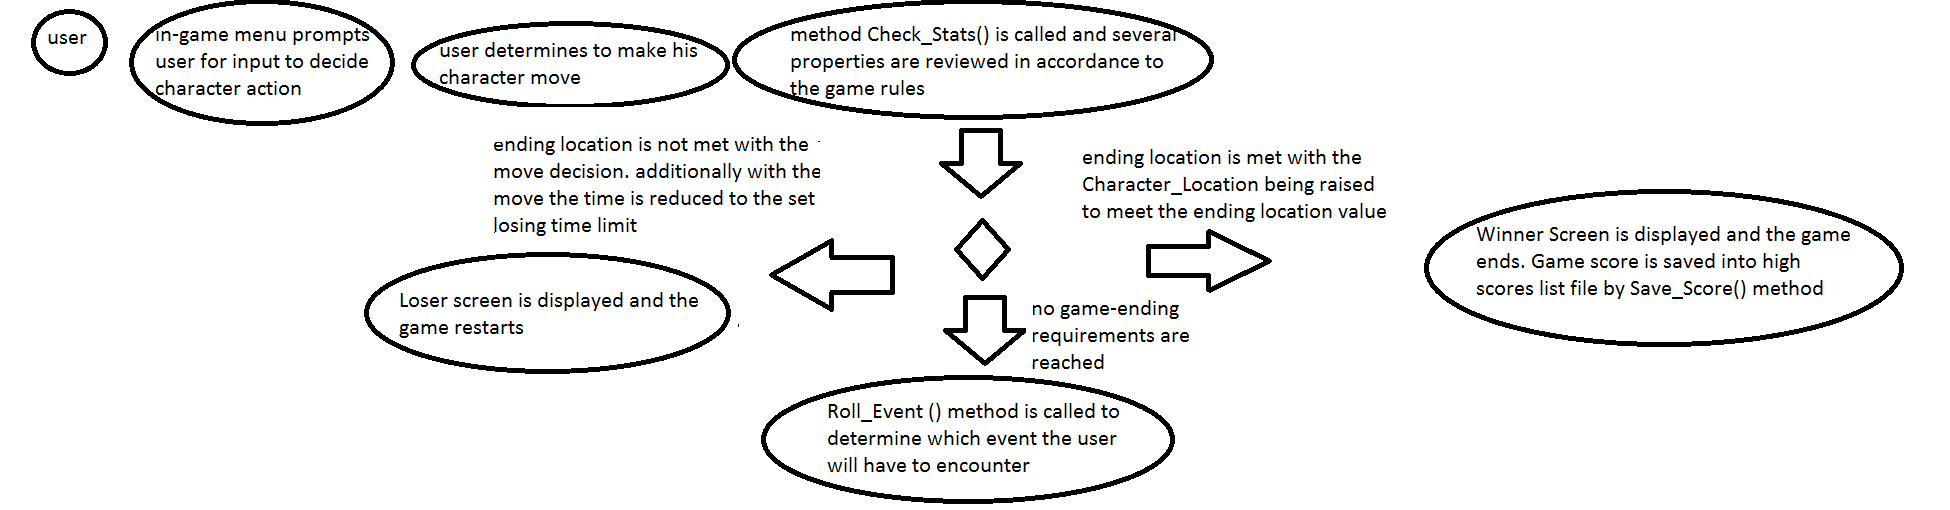 user
in-game menu prompts
user for input to decide
character action
user determines to make his
character move
method Check_Stats() is called and several
properties are reviewed in accordance to
the game rules
ending location is not met with the
move decision. additionally with the
move the time is reduced to the set
losing time limit
ending location is met with the
Character_Location being raised
to meet the ending location value
Winner Screen is displayed and the game
ends. Game score is saved into high
scores list file by Save_Score() method
Loser screen is displayed and the
game restarts
no game-ending
requirements are
reached
Roll_Event () method is called to
determine which event the user
will have to encounter